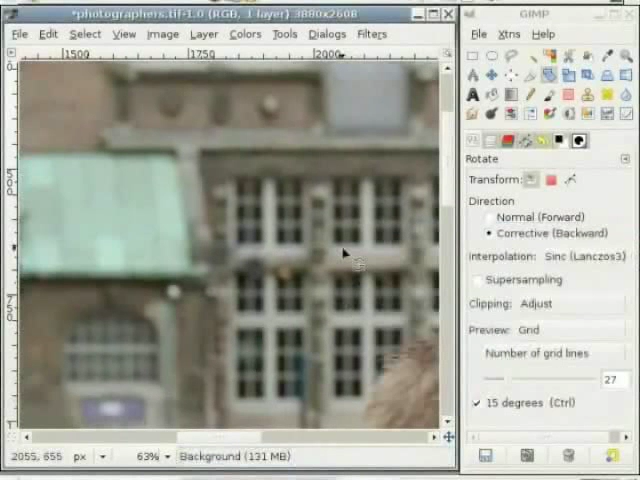 *photographers.tif-1.0 (RGB, 1 layer) 3880x2608
File Edit Select View Image Layer Colors Tools Dialogs Filters
1500 1750 2000
2055, 655 px 63% Background (131 MB)
GIMP
File Xtns Help
Rotate
Transform:
Direction
Normal (Forward)
Corrective (Backward)
Interpolation: Sinc (Lanczos3)
Supersampling
Clipping: Adjust
Preview: Grid
Number of grid lines
27
15 degrees (Ctrl)